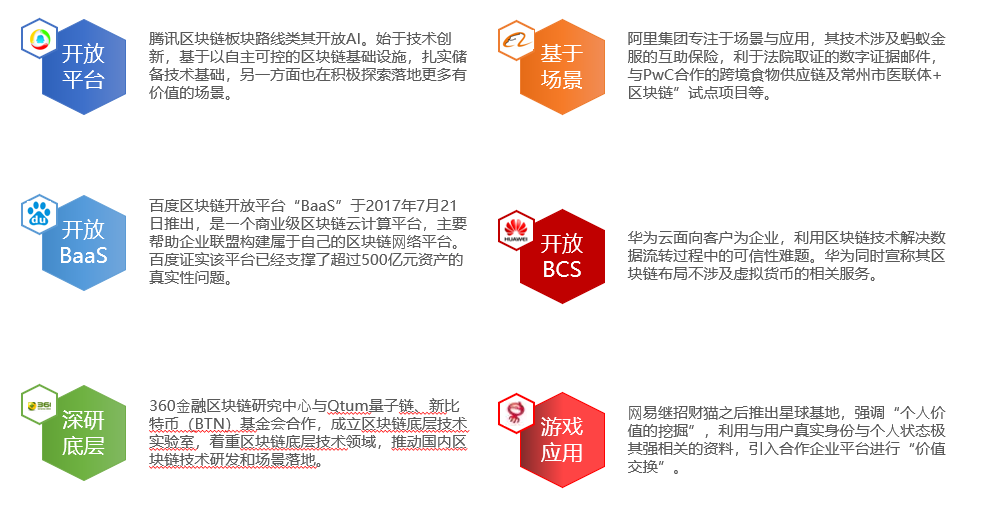 开放
平台
腾讯区块链板块路线类其开放AI。始于技术创
新，基于以自主可控的区块链基础设施，扎实储
备技术基础，另一方面也在积极探索落地更多有
价值的场景。
基于
场景
阿里集团专注于场景与应用，其技术涉及蚂蚁金
服的互助保险，利于法院取证的数字证据邮件，
与PwC合作的跨境食物供应链及常州市医联体+
区块链”试点项目等。
du
开放
BaaS
百度区块链开放平台“BaaS”于2017年7月21
日推出，是一个商业级区块链云计算平台，主要
帮助企业联盟构建属于自己的区块链网络平台。
百度证实该平台已经支撑了超过500亿元资产的
真实性问题。
HUAWEI
开放
BCS
华为云面向客户为企业，利用区块链技术解决数
据流转过程中的可信性难题。华为同时宣称其区
块链布局不涉及虚拟货币的相关服务。
360
深研
底层
360金融区块链研究中心与Qtum量子链、新比
特币（BTN）基金会合作，成立区块链底层技术
实验室，着重区块链底层技术领域，推动国内区
块链技术研发和场景落地。
游戏
应用
网易继招财猫之后推出星球基地，强调“个人价
值的挖掘”，利用与用户真实身份与个人状态极
其强相关的资料，引入合作企业平台进行“价值
交换”。